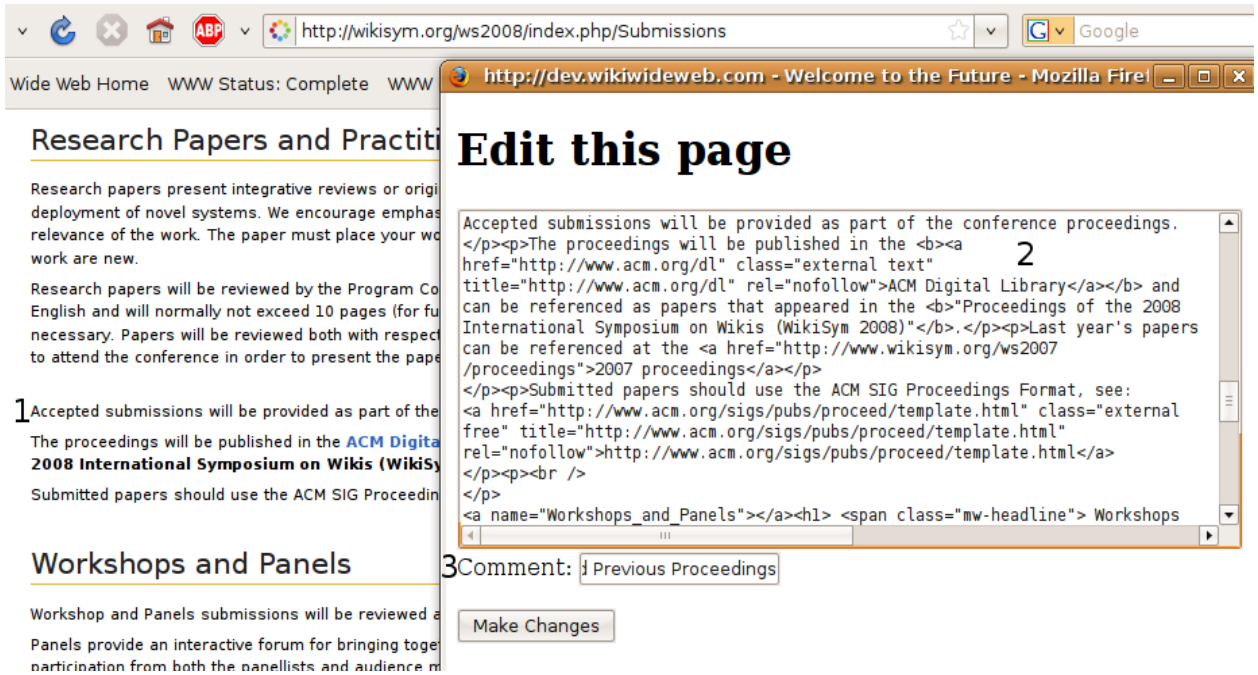 ABP
http://wikisym.org/ws2008/index.php/Submissions
G
Google
Wide Web Home WWW Status: Complete WWW
Research Papers and Practiti
Research papers present integrative reviews or origi
deployment of novel systems. We encourage emphas
relevance of the work. The paper must place your wo
work are new.
Research papers will be reviewed by the Program Co
English and will normally not exceed 10 pages (for fu
necessary. Papers will be reviewed both with respect
to attend the conference in order to present the pape
1
Accepted submissions will be provided as part of the
The proceedings will be published in the ACM Digita
2008 International Symposium on Wikis (WikiSy
Submitted papers should use the ACM SIG Proceedin
Workshops and Panels
Workshop and Panels submissions will be reviewed a
Panels provide an interactive forum for bringing toge
participation from both the panellists and audience m
http://dev.wikiwideweb.com - Welcome to the Future - Mozilla Firef
Edit this page
Accepted submissions will be provided as part of the conference proceedings.
</p><p>The proceedings will be published in the <b><a
2
href="http://www.acm.org/dl" class="external text"
title="http://www.acm.org/dl" rel="nofollow">ACM Digital Library</a></b> and
can be referenced as papers that appeared in the <b>"Proceedings of the 2008
International Symposium on Wikis (WikiSym 2008)"</b>.</p><p>Last year's papers
can be referenced at the <a href="http://www.wikisym.org/ws2007
/proceedings">2007 proceedings</a></p>
</p><p>Submitted papers should use the ACM SIG Proceedings Format, see:
<a href="http://www.acm.org/sigs/pubs/proceed/template.html" class="external
free" title="http://www.acm.org/sigs/pubs/proceed/template.html"
rel="nofollow">http://www.acm.org/sigs/pubs/proceed/template.html</a>
</p><p><br />
</p>
<a name="Workshops_and_Panels"></a><h1> <span class="mw-headline"> Workshops
3
Comment: d Previous Proceedings
Make Changes